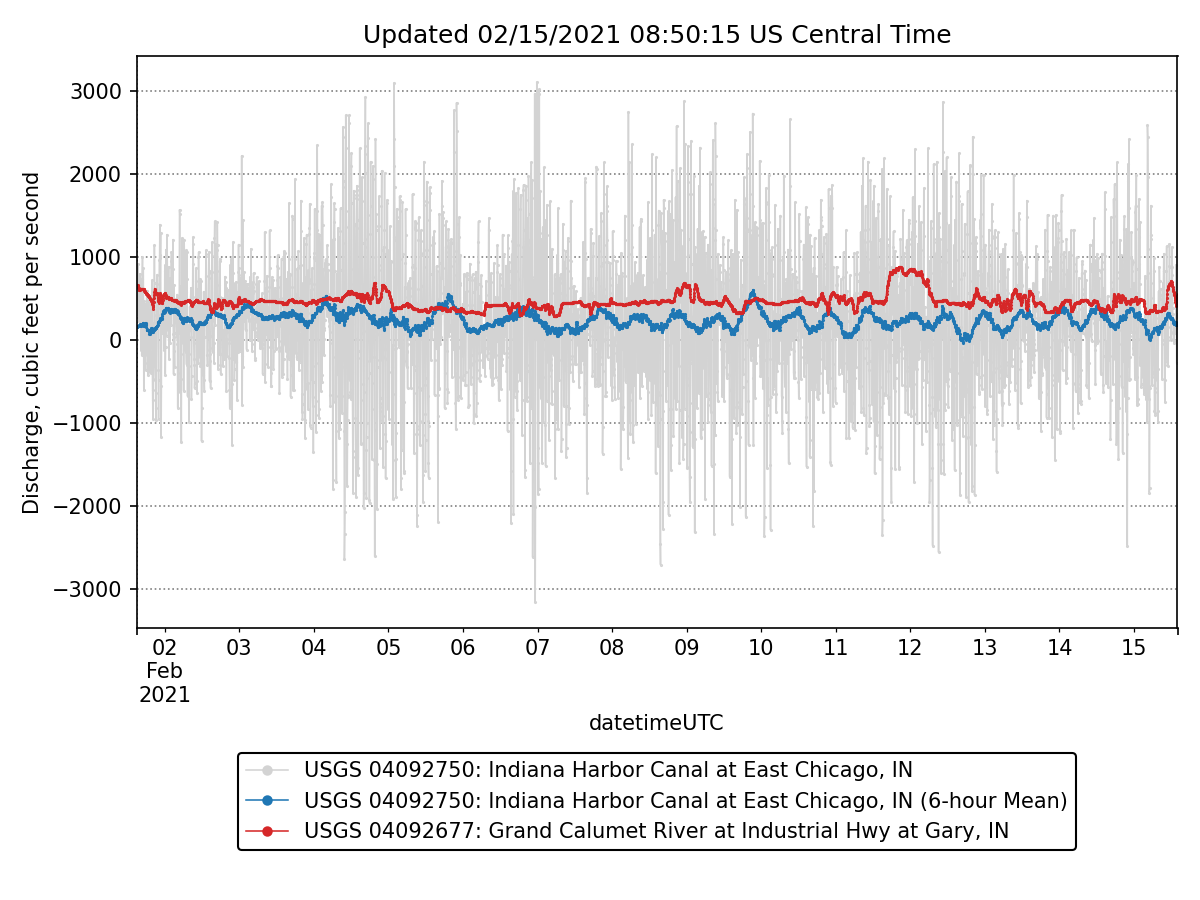 Updated 02/15/2021 08:50:15 US Central Time
Discharge, cubic feet per second
3000
2000
1000
0
−1000
−2000
−3000
02 03 04 05 06 07 08 09 10 11 12 13 14 15
Feb
2021
datetimeUTC
USGS 04092750: Indiana Harbor Canal at East Chicago, IN
USGS 04092750: Indiana Harbor Canal at East Chicago, IN (6-hour Mean)
USGS 04092677: Grand Calumet River at Industrial Hwy at Gary, IN